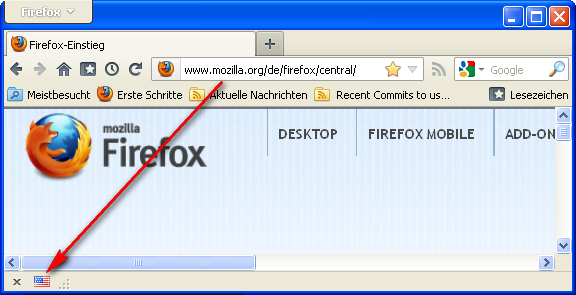 Firefox
Firefox-Einstieg
www.mozilla.org/de/firefox/central/
Google
Meistbesucht Erste Schritte Aktuelle Nachrichten Recent Commits to us... Lesezeichen
mozilla
Firefox
DESKTOP FIREFOX MOBILE ADD-ON